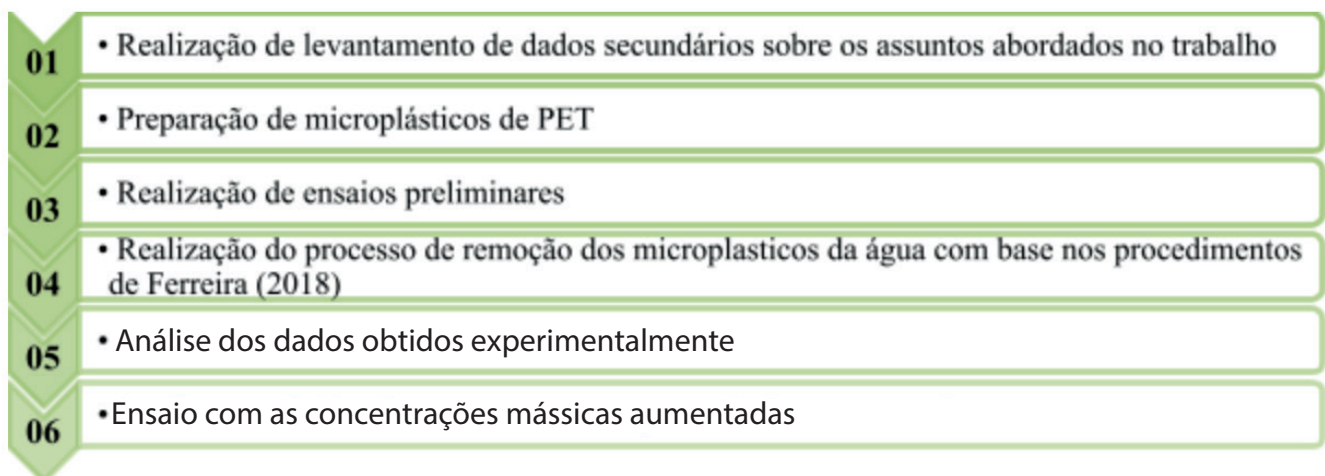 01
• Realização de levantamento de dados secundários sobre os assuntos abordados no trabalho
02
• Preparação de microplásticos de PET
03
• Realização de ensaios preliminares
04
• Realização do processo de remoção dos microplasticos da água com base nos procedimentos
de Ferreira (2018)
05
• Análise dos dados obtidos experimentalmente
06
•Ensaio com as concentrações mássicas aumentadas